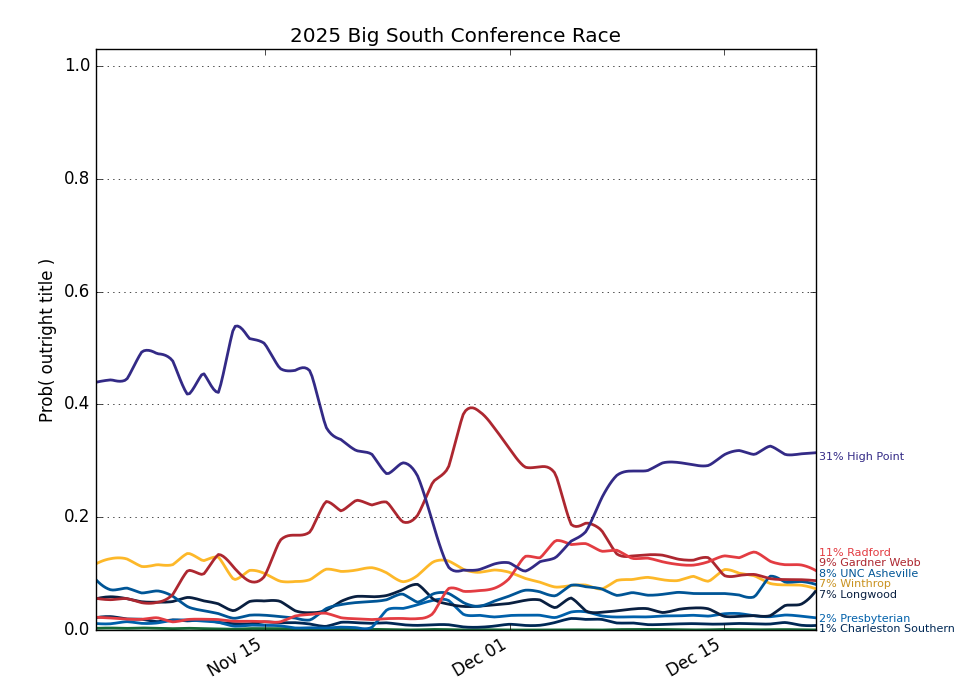 2025 Big South Conference Race
Prob( outright title )
1.0
0.8
0.6
0.4
0.2
0.0
Nov 15
Dec 01
Dec 15
31% High Point
11% Radford
9% Gardner Webb
8% UNC Asheville
7% Winthrop
7% Longwood
2% Presbyterian
1% Charleston Southern